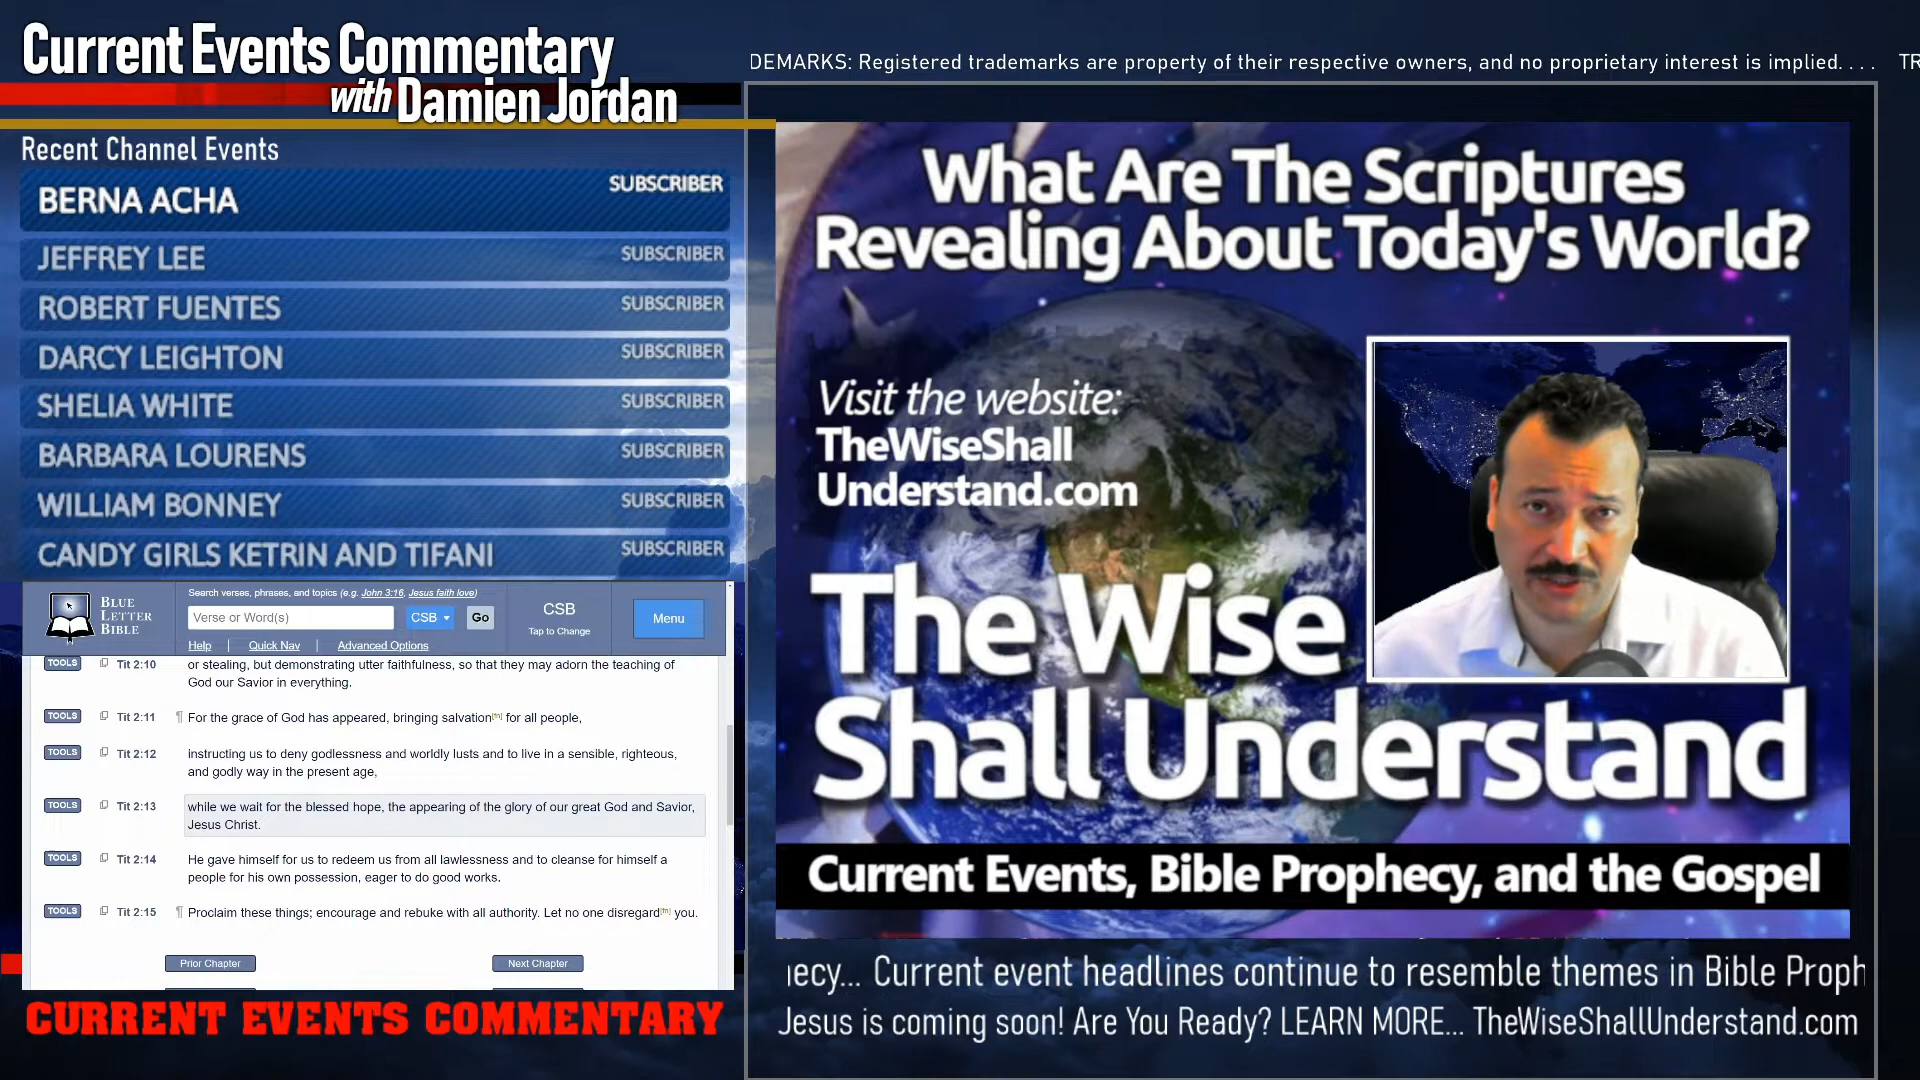 Current Events Commentary
with Damien Jordan
Recent Channel Events
BERNA ACHA SUBSCRIBER
JEFFREY LEE SUBSCRIBER
ROBERT FUENTES SUBSCRIBER
DARCY LEIGHTON SUBSCRIBER
SHELIA WHITE SUBSCRIBER
BARBARA LOURENS SUBSCRIBER
WILLIAM BONNEY SUBSCRIBER
CANDY GIRLS KETRIN AND TIFANI SUBSCRIBER
BLUE
LETTER
BIBLE
Search verses, phrases, and topics (e.g. John 3:16, Jesus faith love)
Verse or Word(s) CSB Go
Help | Quick Nav | Advanced Options
CSB
Tap to Change
Menu
TOOLS Tit 2:10 or stealing, but demonstrating utter faithfulness, so that they may adorn the teaching of
God our Savior in everything.
TOOLS Tit 2:11 ¶ For the grace of God has appeared, bringing salvation[fn] for all people,
TOOLS Tit 2:12 instructing us to deny godlessness and worldly lusts and to live in a sensible, righteous,
and godly way in the present age,
TOOLS Tit 2:13 while we wait for the blessed hope, the appearing of the glory of our great God and Savior,
Jesus Christ.
TOOLS Tit 2:14 He gave himself for us to redeem us from all lawlessness and to cleanse for himself a
people for his own possession, eager to do good works.
TOOLS Tit 2:15 ¶ Proclaim these things; encourage and rebuke with all authority. Let no one disregard[fn] you.
Prior Chapter Next Chapter
CURRENT EVENTS COMMENTARY
DEMARKS: Registered trademarks are property of their respective owners, and no proprietary interest is implied. . . . TR
What Are The Scriptures
Revealing About Today's World?
Visit the website:
TheWiseShall
Understand.com
The Wise
Shall Understand
Current Events, Bible Prophecy, and the Gospel
ecy... Current event headlines continue to resemble themes in Bible Proph
Jesus is coming soon! Are You Ready? LEARN MORE... TheWiseShallUnderstand.com